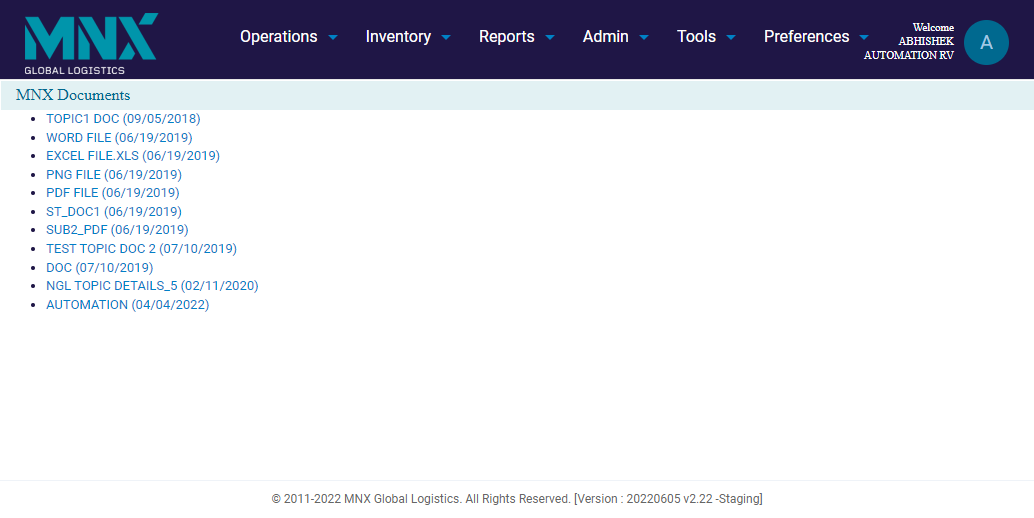 MNX
GLOBAL LOGISTICS
Operations Inventory Reports Admin Tools Preferences
Welcome
ABHISHEK
AUTOMATION RV
A
MNX Documents
TOPIC1 DOC (09/05/2018)
WORD FILE (06/19/2019)
EXCEL FILE.XLS (06/19/2019)
PNG FILE (06/19/2019)
PDF FILE (06/19/2019)
ST_DOC1 (06/19/2019)
SUB2_PDF (06/19/2019)
TEST TOPIC DOC 2 (07/10/2019)
DOC (07/10/2019)
NGL TOPIC DETAILS_5 (02/11/2020)
AUTOMATION (04/04/2022)
© 2011-2022 MNX Global Logistics. All Rights Reserved. [Version : 20220605 v2.22 -Staging]